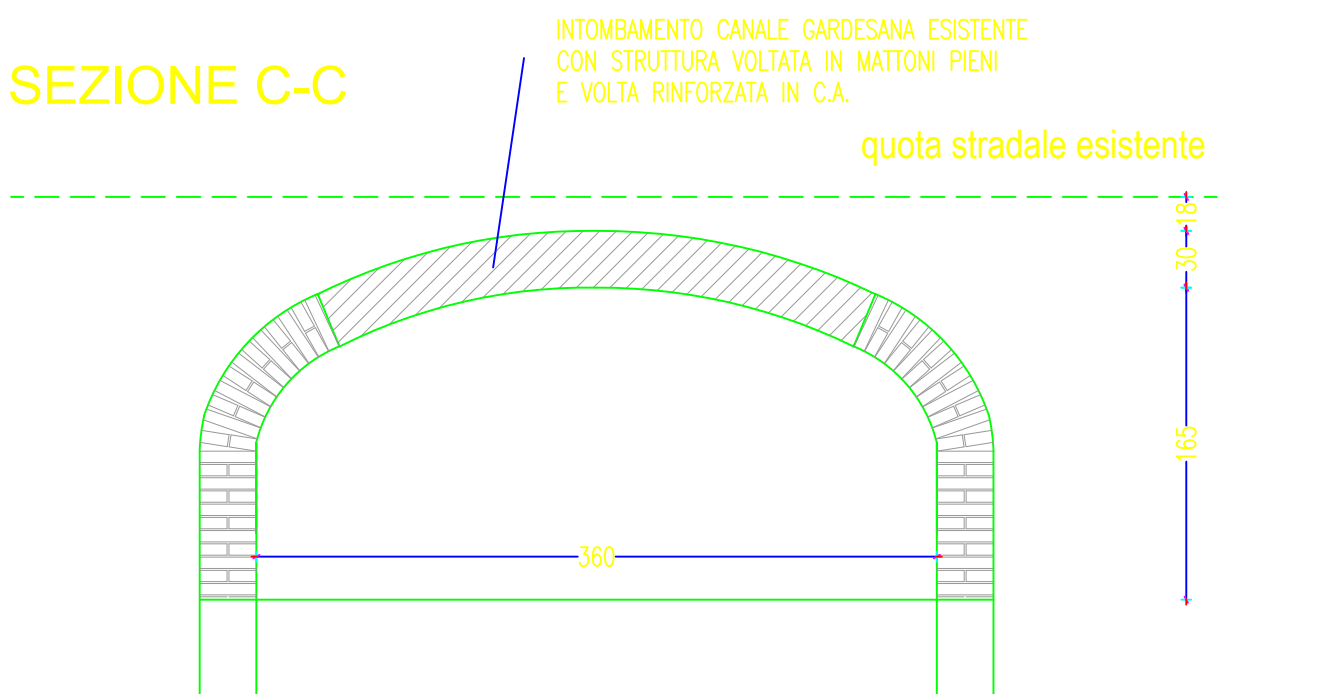 INTOMBAMENTO CANALE GARDESANA ESISTENTE
CON STRUTTURA VOLTATA IN MATTONI PIENI
E VOLTA RINFORZATA IN C.A.
SEZIONE C-C
quota stradale esistente
18
30
165
360